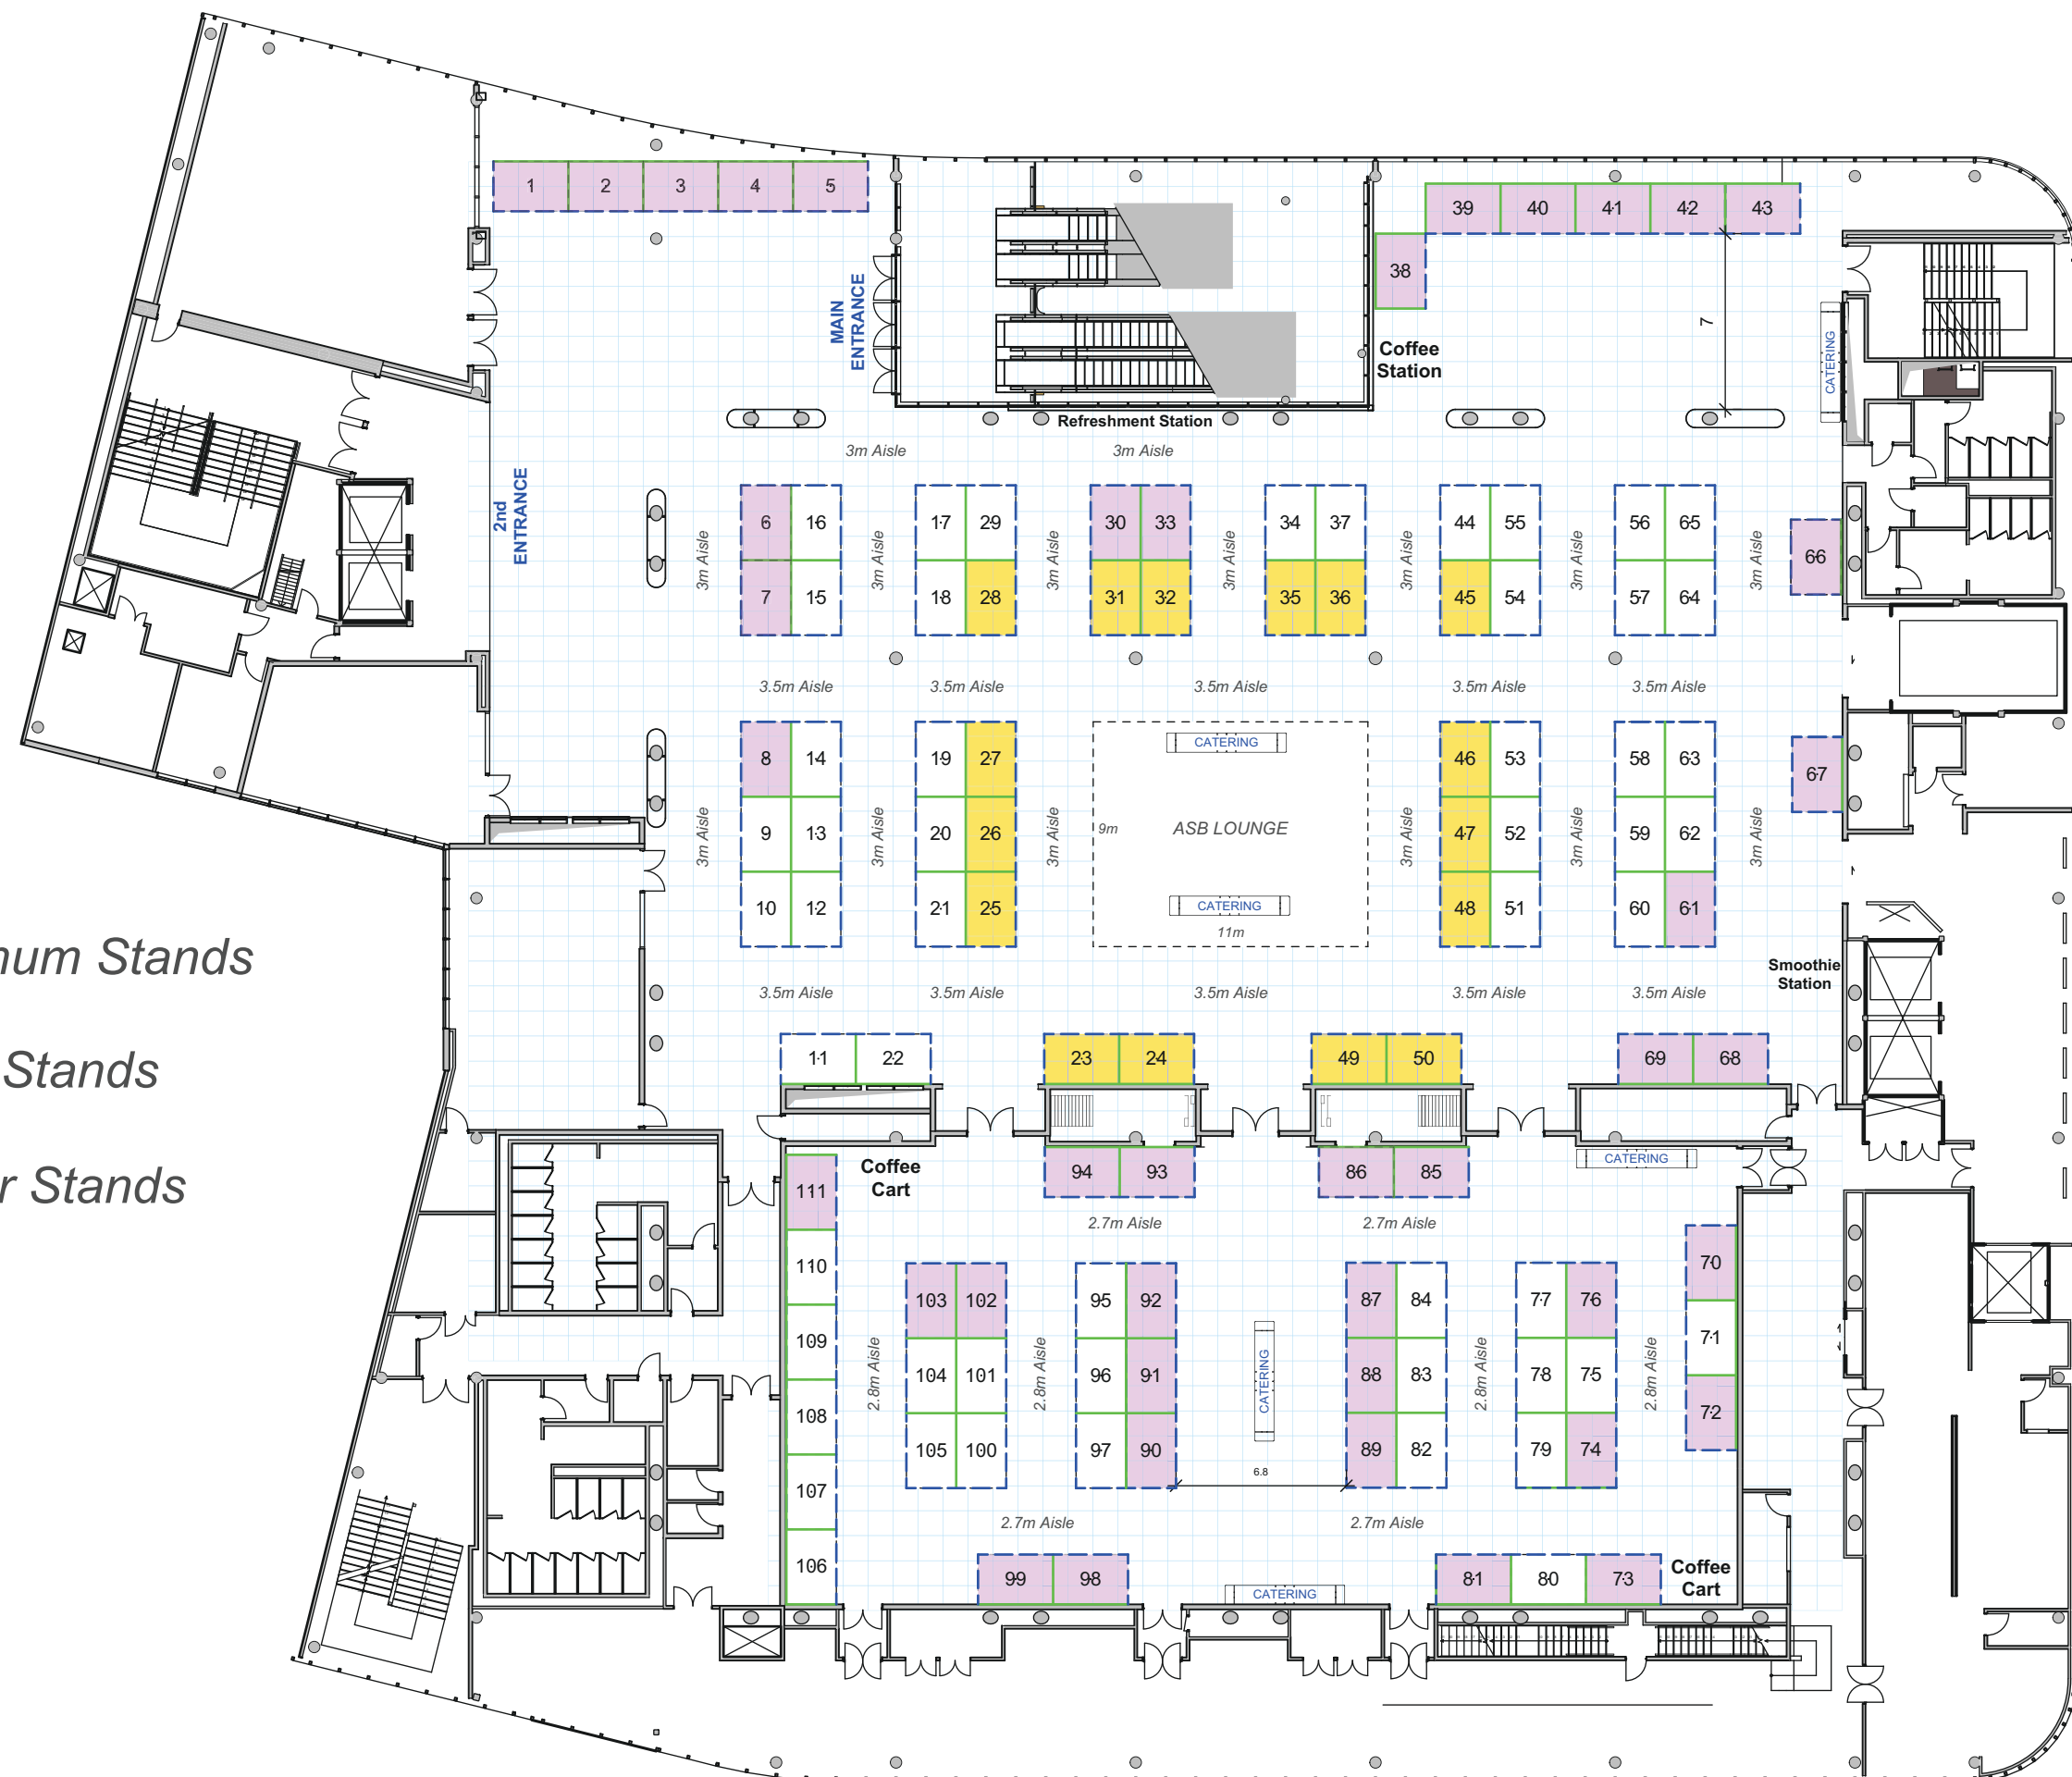 1 2 3 4 5
39 40 41 42 43
38
MAIN
ENTRANCE
7
Coffee
Station
CATERING
Refreshment Station
3m Aisle 3m Aisle
2nd
ENTRANCE
6 16 17 29 30 33 34 37 44 55 56 65
66
3m Aisle 3m Aisle 3m Aisle 3m Aisle 3m Aisle 3m Aisle 3m Aisle
7 15 18 28 31 32 35 36 45 54 57 64
3.5m Aisle 3.5m Aisle 3.5m Aisle 3.5m Aisle 3.5m Aisle
CATERING
8 14 19 27 46 53 58 63
67
9m ASB LOUNGE
3m Aisle 3m Aisle 3m Aisle 3m Aisle 3m Aisle 3m Aisle
9 13 20 26 47 52 59 62
CATERING
10 12 21 25 48 51 60 61
11m
num Stands
Smoothie
Station
3.5m Aisle 3.5m Aisle 3.5m Aisle 3.5m Aisle 3.5m Aisle
11 22 23 24 49 50 69 68
Stands
CATERING
Coffee
Cart
94 93 86 85
r Stands
111
2.7m Aisle 2.7m Aisle
70
110
103 102 95 92 87 84 77 76
109
71
2.8m Aisle 2.8m Aisle CATERING 2.8m Aisle 2.8m Aisle
104 101 96 91 88 83 78 75
108
72
105 100 97 90 89 82 79 74
6.8
107
2.7m Aisle 2.7m Aisle
106
99 98 81 80 73
Coffee
Cart
CATERING